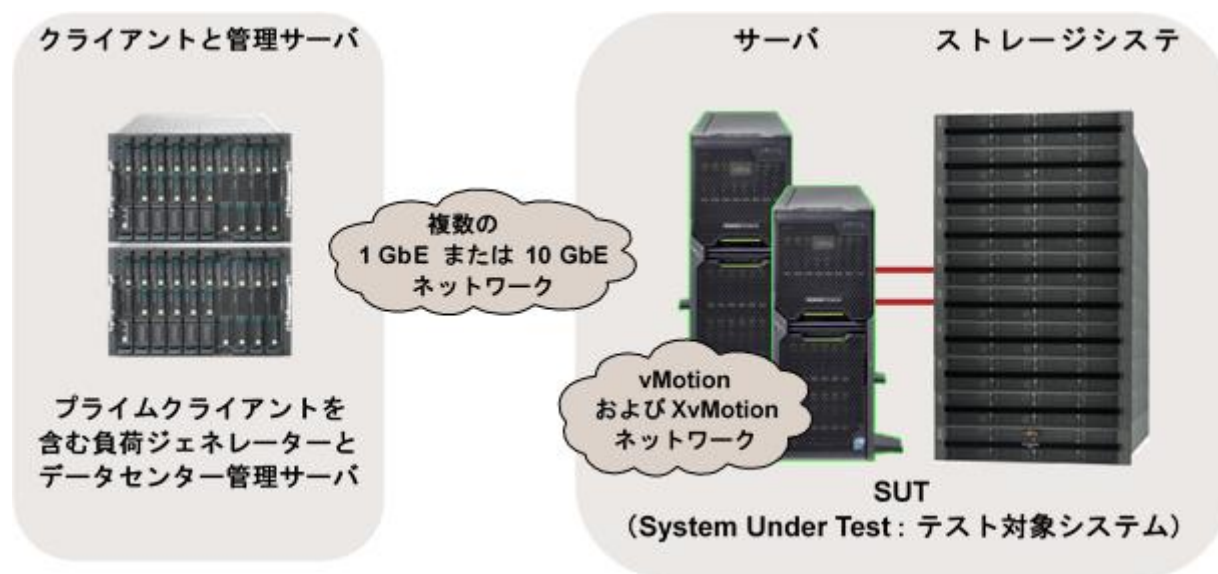 クライアントと管理サーバ
プライムクライアントを
含む負荷ジェネレーターと
データセンター管理サーバ
複数の
1 GbE または 10 GbE
ネットワーク
サーバ
ストレージシステ
vMotion
および XvMotion
ネットワーク
SUT
（System Under Test : テスト対象システム）